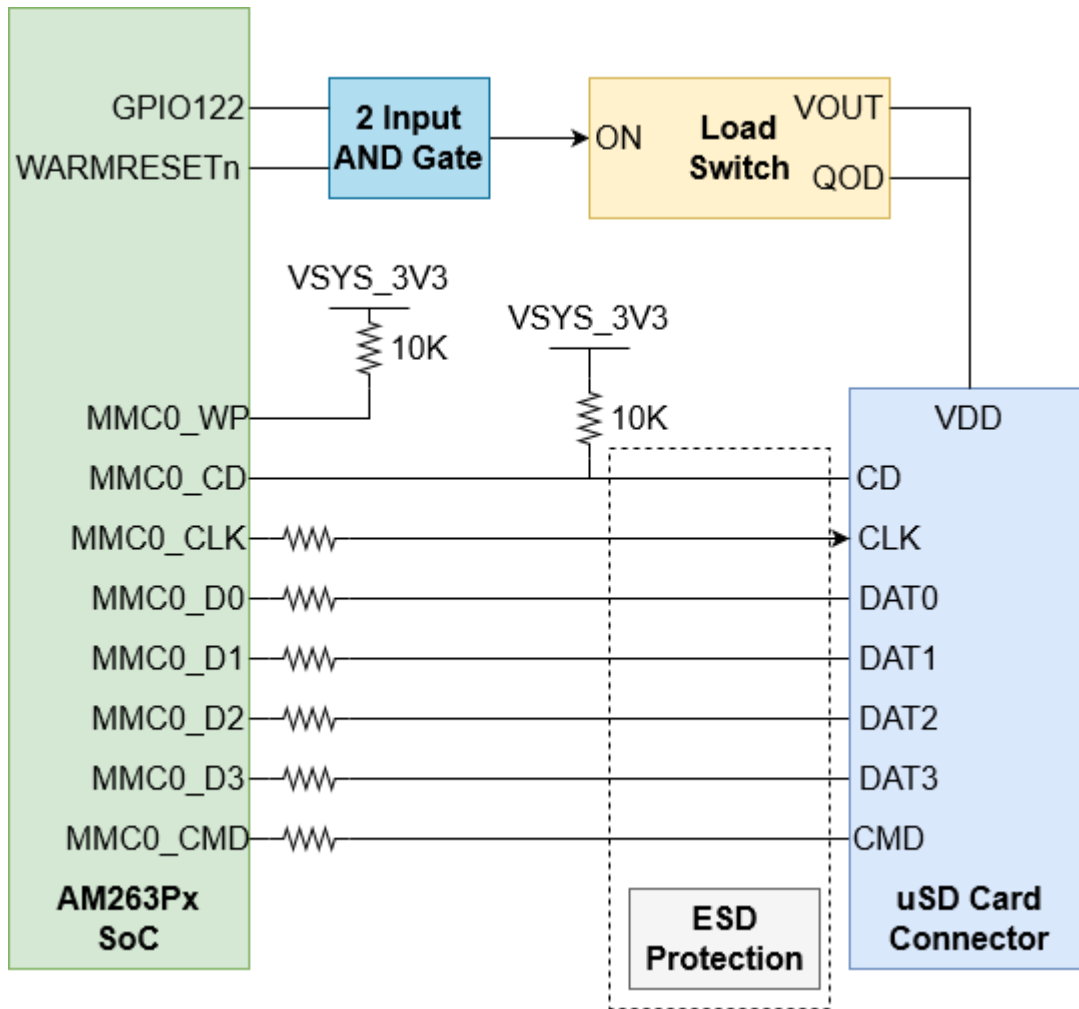 GPIO122
WARMRESETn
2 Input
AND Gate
ON
Load
Switch
VOUT
QOD
VSYS_3V3
10K
VSYS_3V3
10K
MMC0_WP
VDD
MMC0_CD
CD
MMC0_CLK
CLK
MMC0_D0
DAT0
MMC0_D1
DAT1
MMC0_D2
DAT2
MMC0_D3
DAT3
MMC0_CMD
CMD
AM263Px
SoC
ESD
Protection
uSD Card
Connector